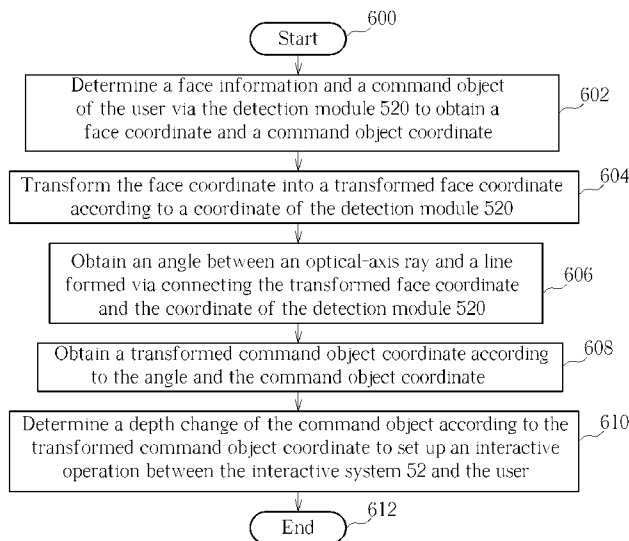 600
Start
Determine a face information and a command object
of the user via the detection module 520 to obtain a
face coordinate and a command object coordinate
602
Transform the face coordinate into a transformed face coordinate
according to a coordinate of the detection module 520
604
Obtain an angle between an optical-axis ray and a line
formed via connecting the transformed face coordinate
and the coordinate of the detection module 520
606
Obtain a transformed command object coordinate according
to the angle and the command object coordinate
608
Determine a depth change of the command object according to the
transformed command object coordinate to set up an interactive
operation between the interactive system 52 and the user
610
End
612